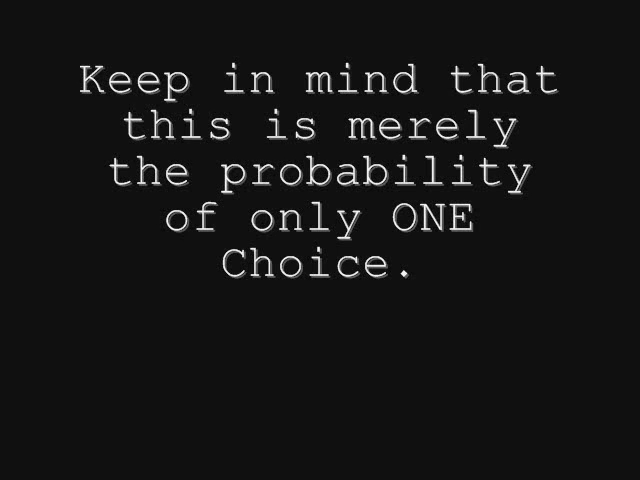 Keep in mind that
this is merely
the probability
of only ONE
Choice.